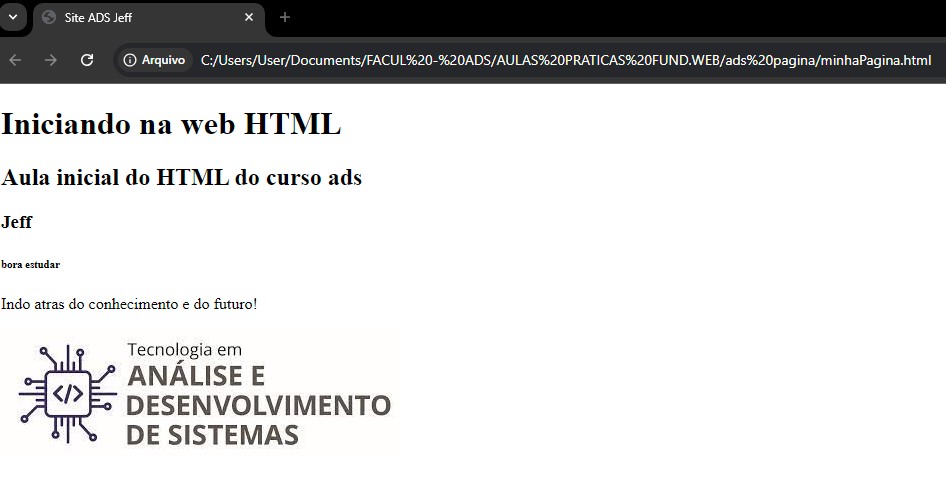 Site ADS Jeff
Arquivo C:/Users/User/Documents/FACUL%20-%20ADS/AULAS%20PRATICAS%20FUND.WEB/ads%20pagina/minhaPagina.html
Iniciando na web HTML
Aula inicial do HTML do curso ads
Jeff
bora estudar
Indo atras do conhecimento e do futuro!
Tecnologia em
ANÁLISE E
DESENVOLVIMENTO
DE SISTEMAS